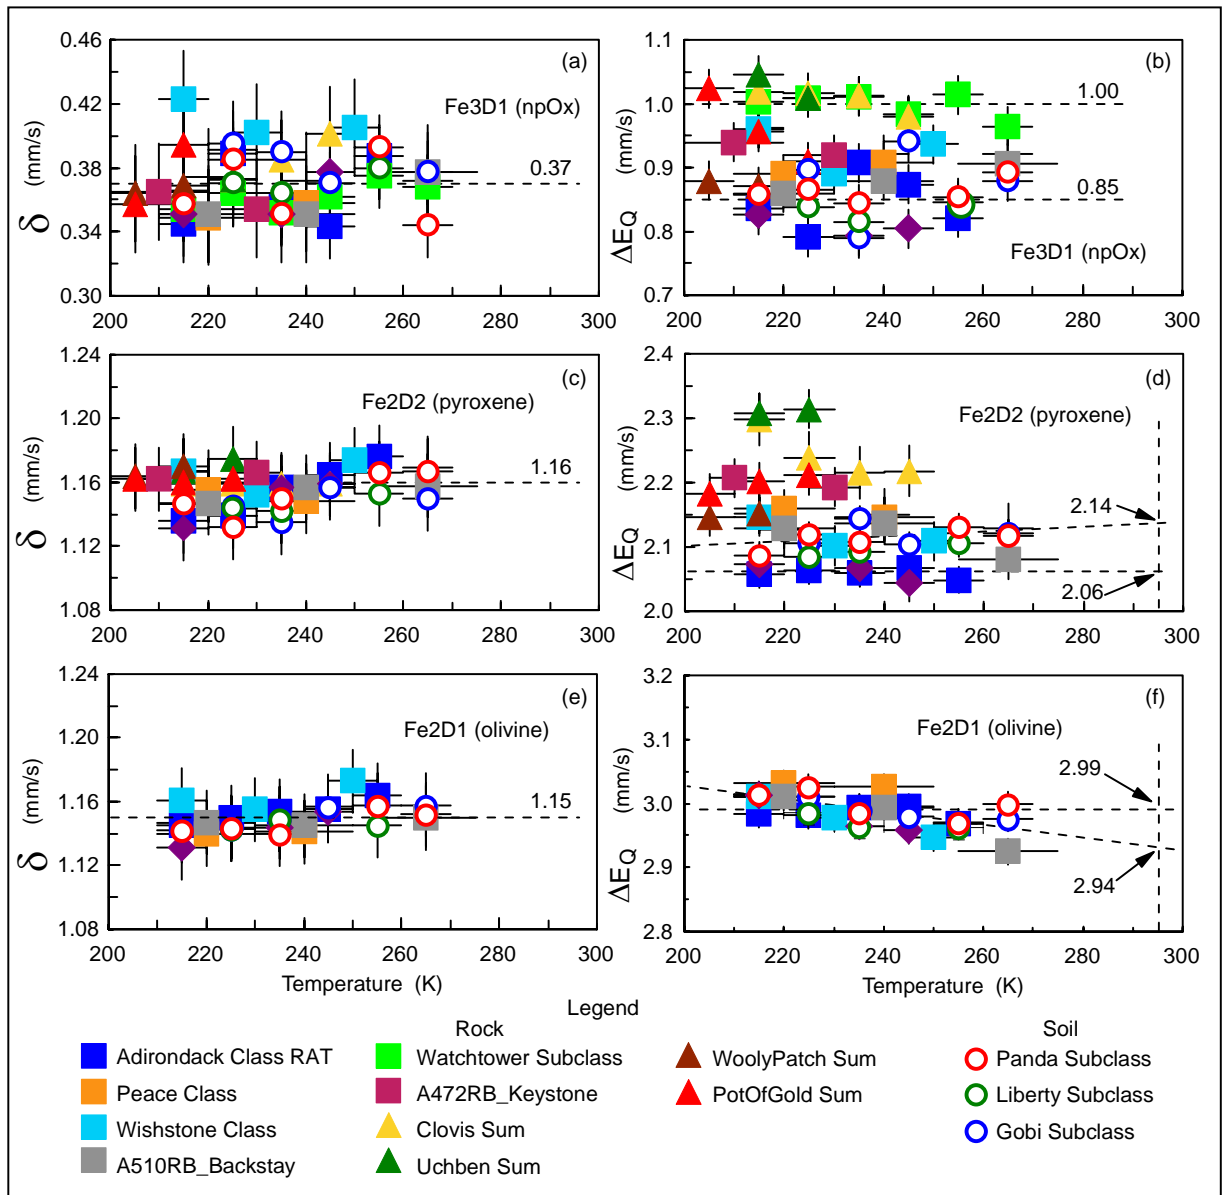 0.46
0.42
0.38
0.34
0.30
δ (mm/s)
(a)
Fe3D1 (npOx)
0.37
200 220 240 260 280 300
1.1
1.0
0.9
0.8
0.7
ΔEQ (mm/s)
(b)
1.00
0.85
Fe3D1 (npOx)
200 220 240 260 280 300
1.24
1.20
1.16
1.12
1.08
δ (mm/s)
(c)
Fe2D2 (pyroxene)
1.16
200 220 240 260 280 300
2.4
2.3
2.2
2.1
2.0
ΔEQ (mm/s)
(d)
Fe2D2 (pyroxene)
2.14
2.06
200 220 240 260 280 300
1.24
1.20
1.16
1.12
1.08
δ (mm/s)
(e)
Fe2D1 (olivine)
1.15
200 220 240 260 280 300
Temperature (K)
3.2
3.1
3.0
2.9
2.8
ΔEQ (mm/s)
(f)
Fe2D1 (olivine)
2.99
2.94
200 220 240 260 280 300
Temperature (K)
Legend
Rock
Soil
Adirondack Class RAT
Peace Class
Wishstone Class
A510RB_Backstay
Watchtower Subclass
A472RB_Keystone
Clovis Sum
Uchben Sum
WoolyPatch Sum
PotOfGold Sum
Panda Subclass
Liberty Subclass
Gobi Subclass